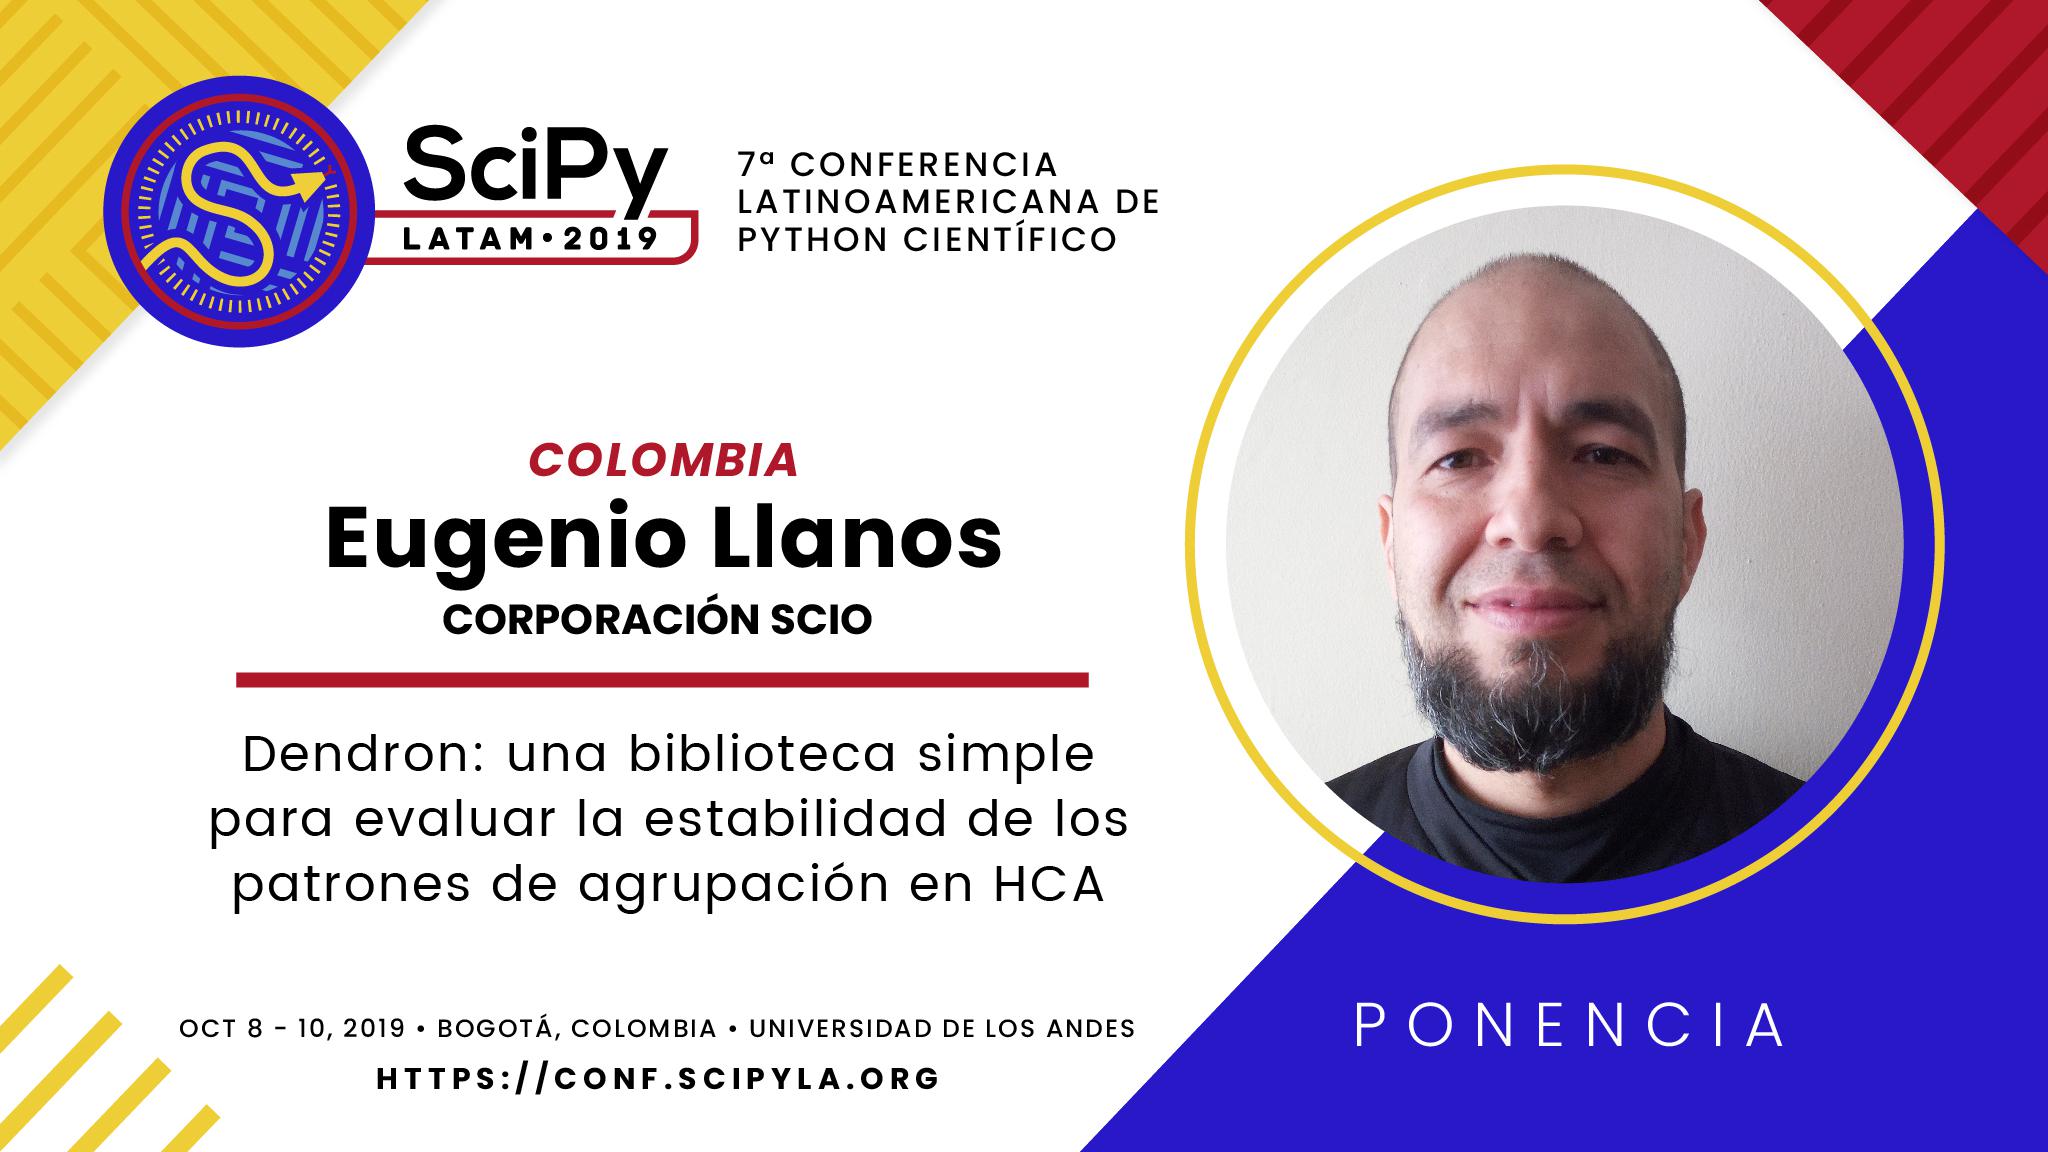 SciPy
LATAM•2019
7ª CONFERENCIA
LATINOAMERICANA DE
PYTHON CIENTÍFICO
COLOMBIA
Eugenio Llanos
CORPORACIÓN SCIO
Dendron: una biblioteca simple
para evaluar la estabilidad de los
patrones de agrupación en HCA
OCT 8 - 10, 2019 • BOGOTÁ, COLOMBIA • UNIVERSIDAD DE LOS ANDES
HTTPS://CONF.SCIPYLA.ORG
PONENCIA